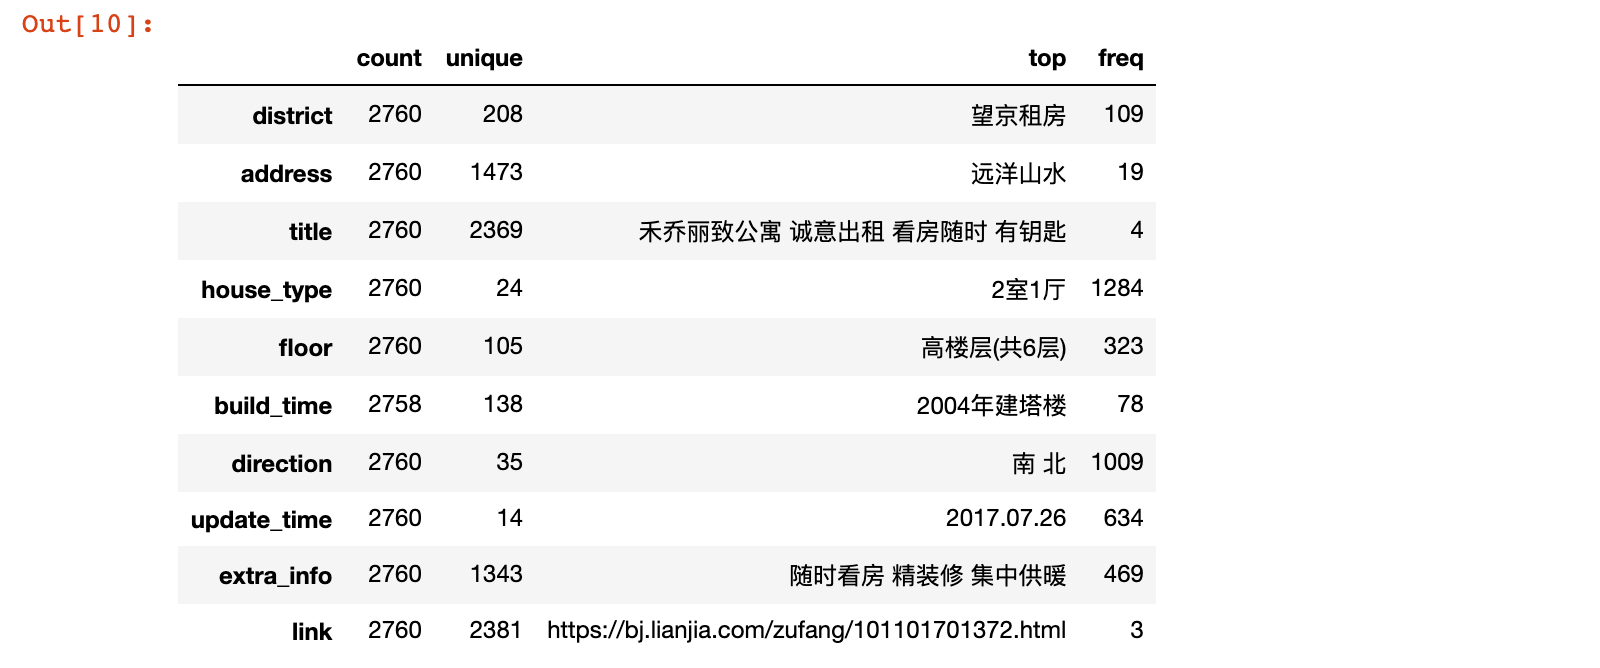 Out[10]:
count unique top freq
district 2760 208 望京租房 109
address 2760 1473 远洋山水 19
title 2760 2369 禾乔丽致公寓 诚意出租 看房随时 有钥匙 4
house_type 2760 24 2室1厅 1284
floor 2760 105 高楼层(共6层) 323
build_time 2758 138 2004年建塔楼 78
direction 2760 35 南 北 1009
update_time 2760 14 2017.07.26 634
extra_info 2760 1343 随时看房 精装修 集中供暖 469
link 2760 2381 https://bj.lianjia.com/zufang/101101701372.html 3